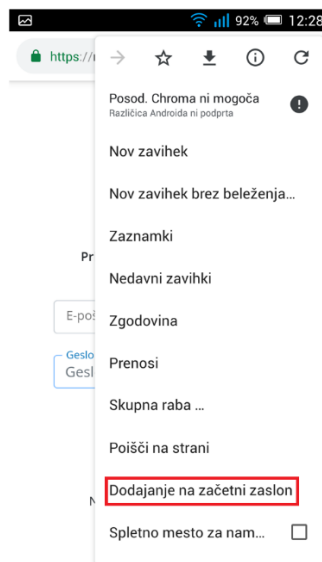 92% 12:28
https://
Posod. Chroma ni mogoča
Različica Androida ni podprta
Nov zavihek
Nov zavihek brez beleženja...
Zaznamki
Nedavni zavihki
Zgodovina
Prenosi
Skupna raba ...
Poišči na strani
Dodajanje na začetni zaslon
Spletno mesto za nam...
Pr
E-poš
Geslo
Gesl
N